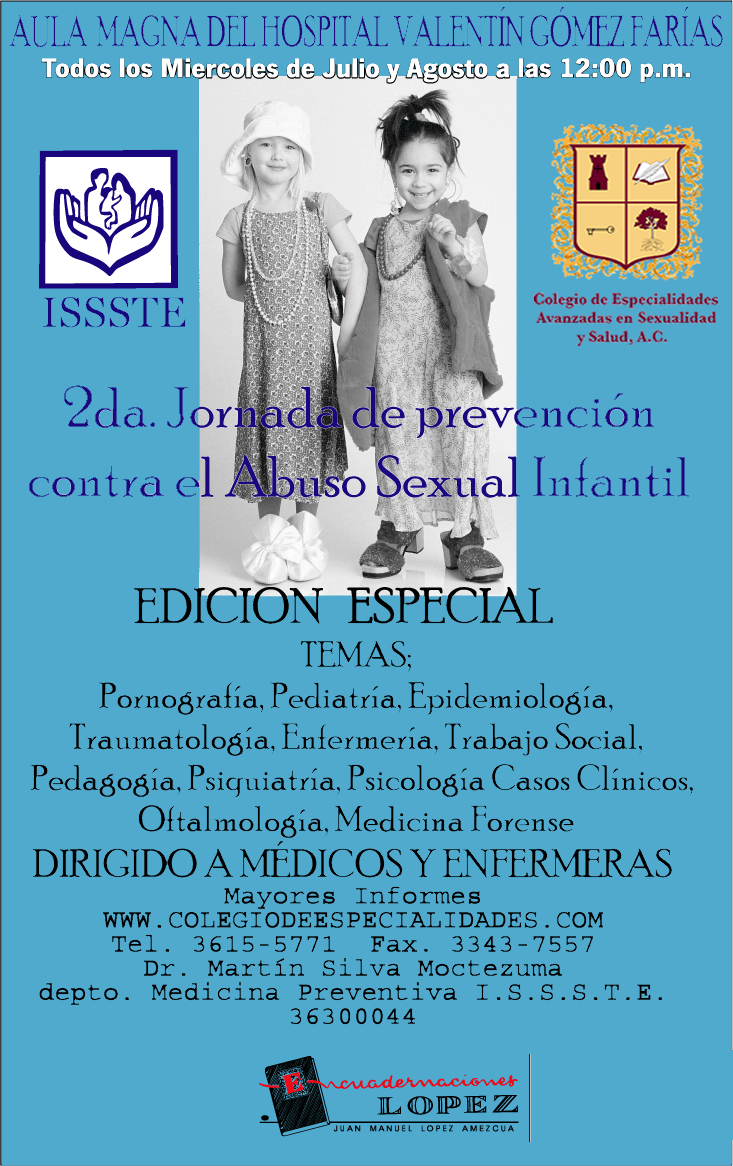 AULA MAGNA DEL HOSPITAL VALENTÍN GÓMEZ FARÍAS
Todos los Miercoles de Julio y Agosto a las 12:00 p.m.
ISSSTE
Colegio de Especialidades
Avanzadas en Sexualidad
y Salud, A.C.
2da. Jornada de prevención
contra el Abuso Sexual Infantil
EDICION ESPECIAL
TEMAS;
Pornografía, Pediatría, Epidemiología,
Traumatología, Enfermería, Trabajo Social,
Pedagogía, Psiquiatría, Psicología Casos Clínicos,
Oftalmología, Medicina Forense
DIRIGIDO A MÉDICOS Y ENFERMERAS
Mayores Informes
WWW.COLEGIODEESPECIALIDADES.COM
Tel. 3615-5771 Fax. 3343-7557
Dr. Martín Silva Moctezuma
depto. Medicina Preventiva I.S.S.S.T.E.
36300044
Encuadernaciones
LOPEZ
JUAN MANUEL LOPEZ AMEZCUA